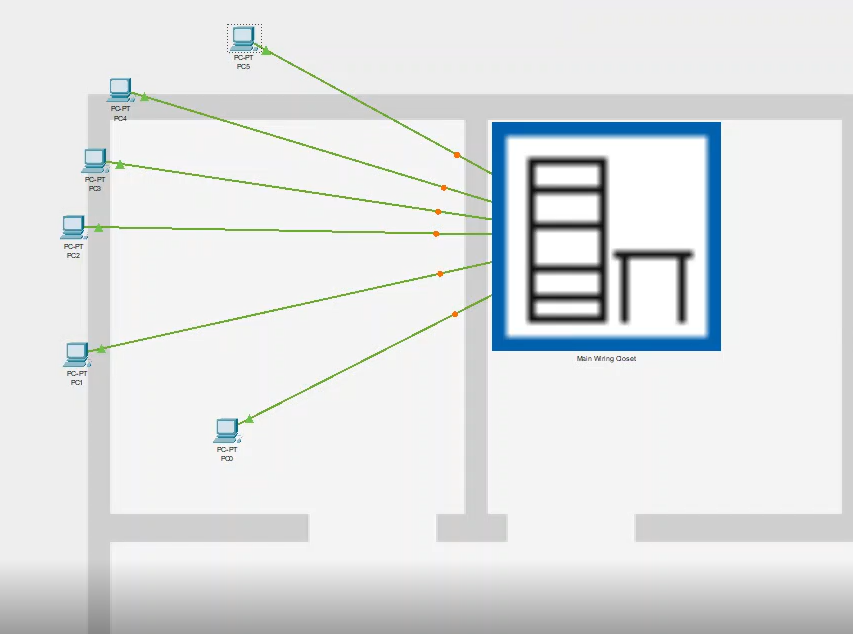 PC-PT
PC5
PC-PT
PC4
PC-PT
PC3
PC-PT
PC2
Main Wiring Closet
PC-PT
PC1
PC-PT
PC0